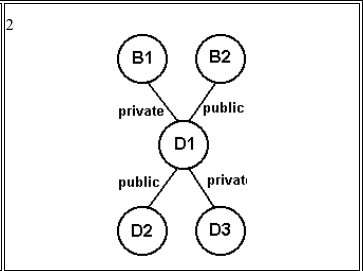 2
B1 B2
private public
D1
public privat
D2 D3